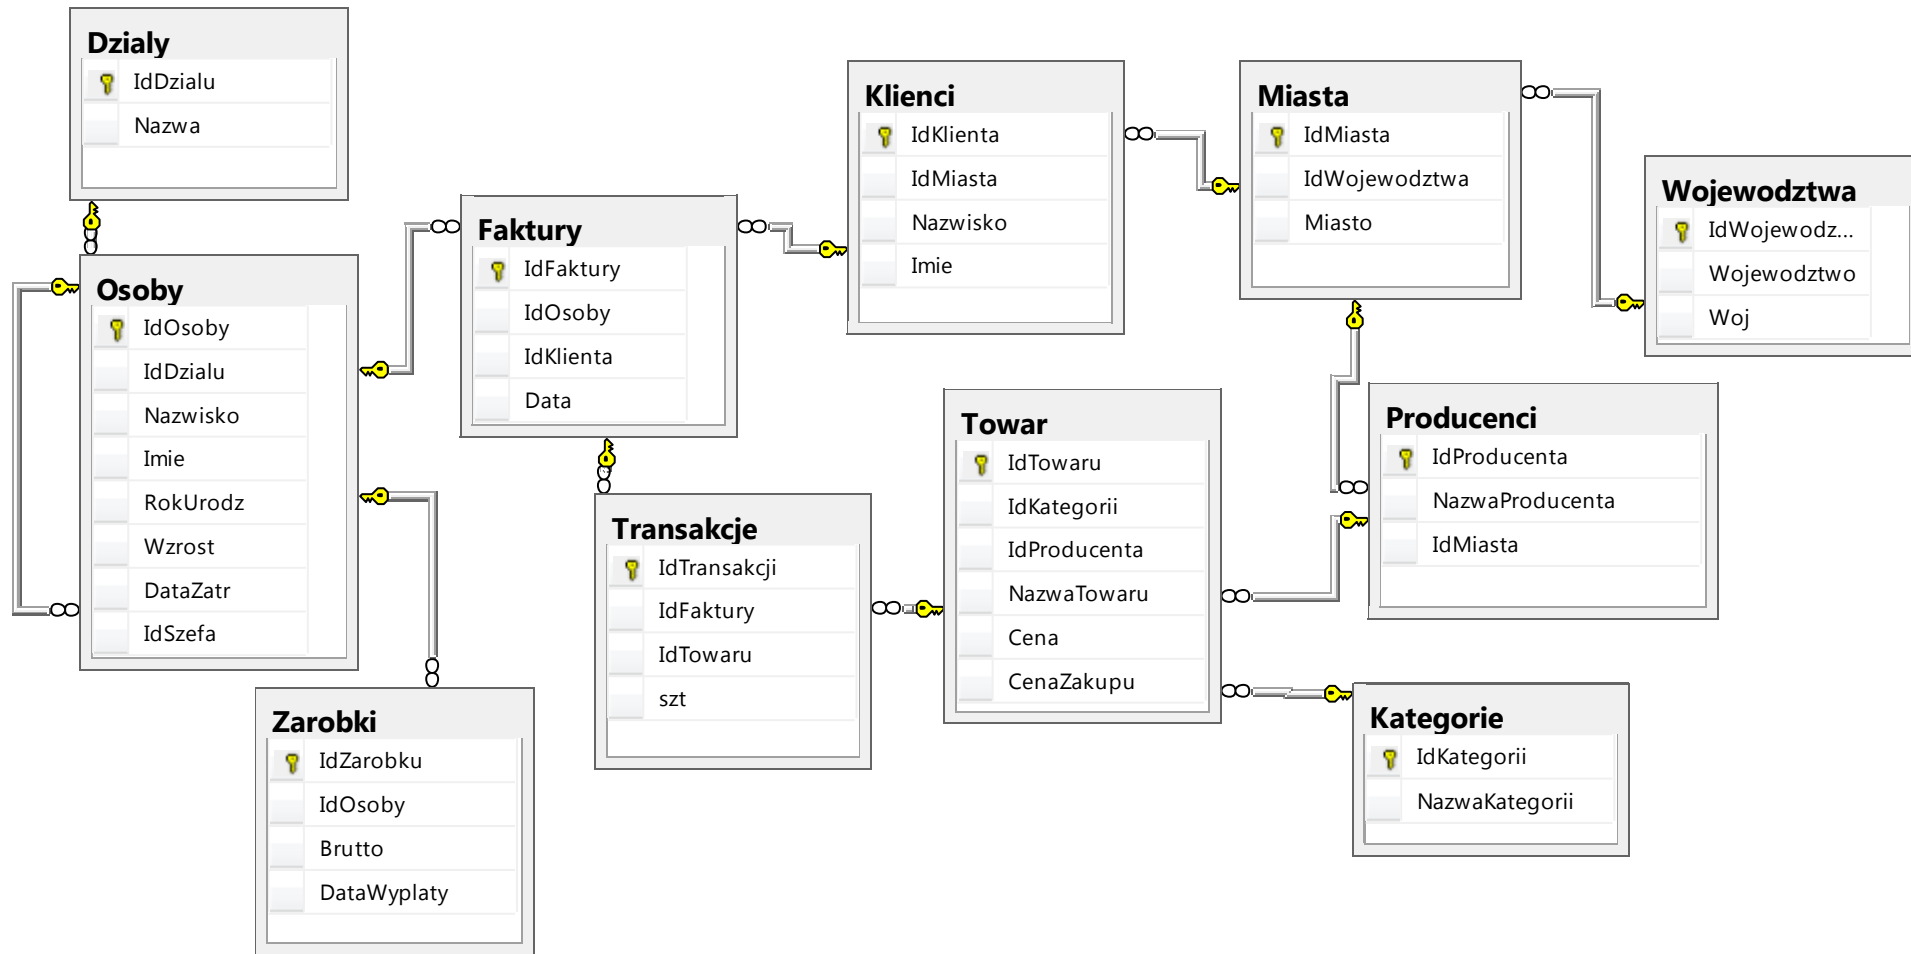 Dzialy
IdDzialu
Nazwa
Osoby
IdOsoby
IdDzialu
Nazwisko
Imie
RokUrodz
Wzrost
DataZatr
IdSzefa
Zarobki
IdZarobku
IdOsoby
Brutto
DataWyplaty
Faktury
IdFaktury
IdOsoby
IdKlienta
Data
Transakcje
IdTransakcji
IdFaktury
IdTowaru
szt
Klienci
IdKlienta
IdMiasta
Nazwisko
Imie
Towar
IdTowaru
IdKategorii
IdProducenta
NazwaTowaru
Cena
CenaZakupu
Miasta
IdMiasta
IdWojewodztwa
Miasto
Wojewodztwa
IdWojewodz...
Wojewodztwo
Woj
Producenci
IdProducenta
NazwaProducenta
IdMiasta
Kategorie
IdKategorii
NazwaKategorii